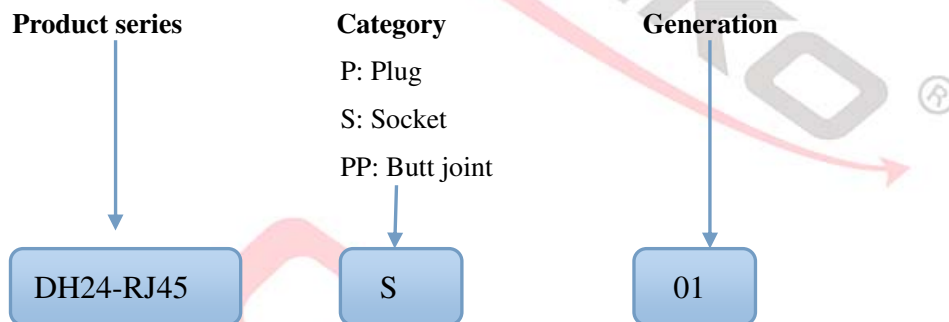 Product series Category Generation
P: Plug
S: Socket
PP: Butt joint
DH24-RJ45 S 01